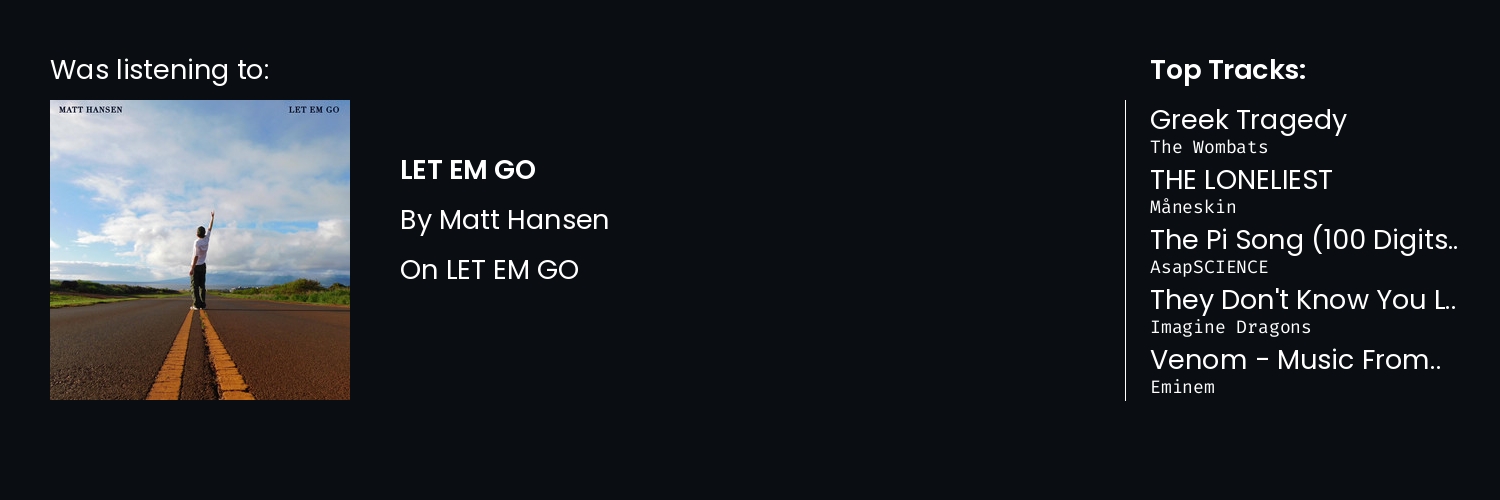 Was listening to:
MATT HANSEN
LET EM GO
LET EM GO
By Matt Hansen
On LET EM GO
Top Tracks:
Greek Tragedy
The Wombats
THE LONELIEST
Måneskin
The Pi Song (100 Digits..
AsapSCIENCE
They Don't Know You L..
Imagine Dragons
Venom - Music From..
Eminem